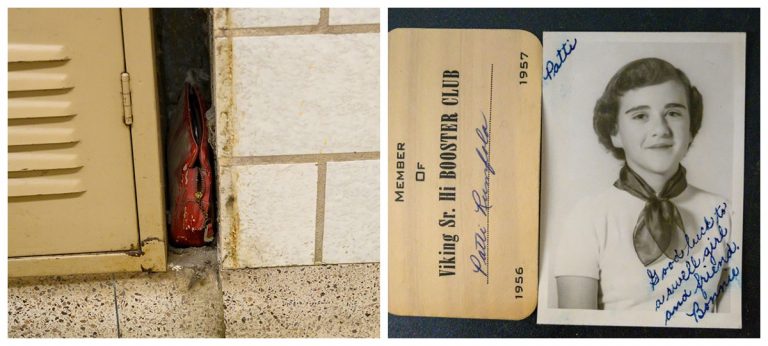 MEMBER
OF
Viking Sr. Hi BOOSTER CLUB
Patti Rumfola
1956
1957
Patti
Good luck to
a swell girl
and friend.
Bonnie